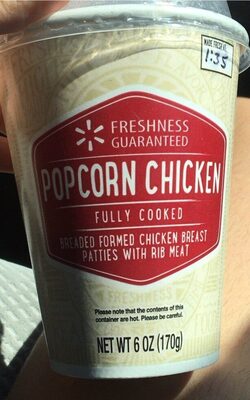 MADE FRESH AT:
1:35
FRESHNESS
GUARANTEED
POPCORN CHICKEN
FULLY COOKED
BREADED FORMED CHICKEN BREAST
PATTIES WITH RIB MEAT
FRESHNESS
Please note that the contents of this
container are hot. Please be careful.
NET WT 6 OZ (170g)